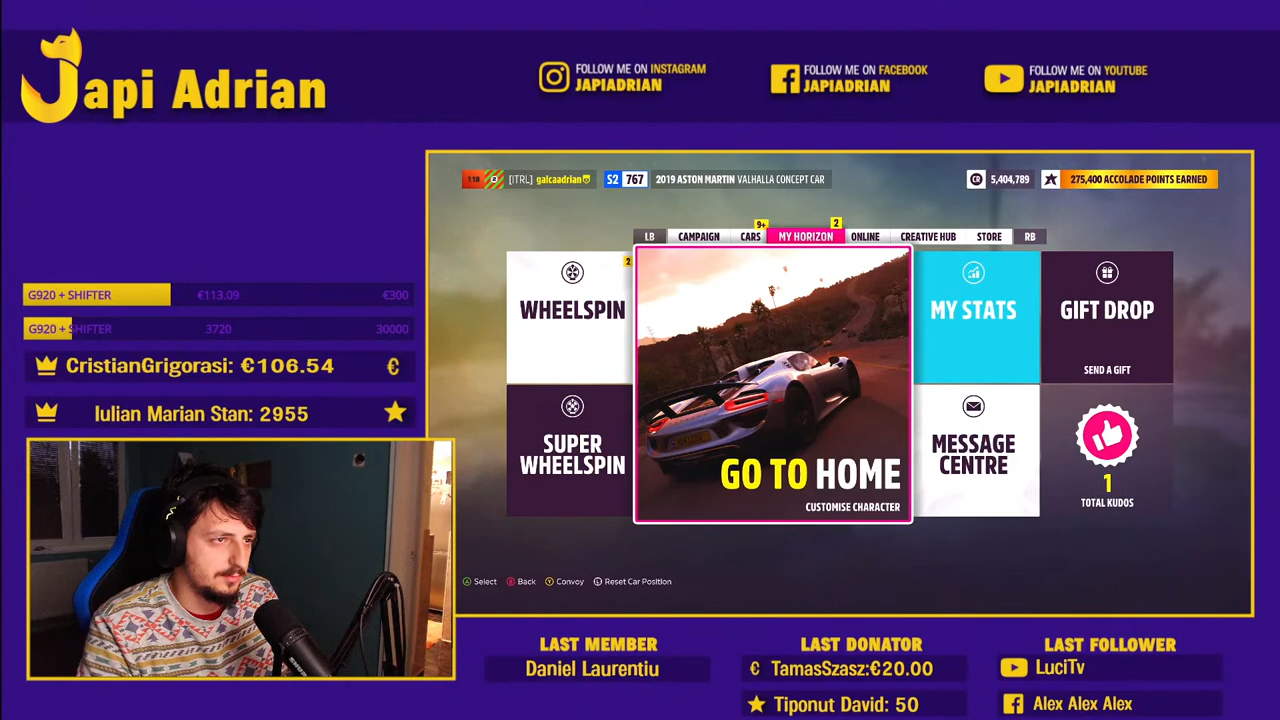 Japi Adrian
FOLLOW ME ON INSTAGRAM
JAPIADRIAN
FOLLOW ME ON FACEBOOK
JAPIADRIAN
FOLLOW ME ON YOUTUBE
JAPIADRIAN
118 [ITRL] galcaadrian S2 767 2019 ASTON MARTIN VALHALLA CONCEPT CAR CR 5,404,789 275,400 ACCOLADE POINTS EARNED
9+ 2
LB CAMPAIGN CARS MY HORIZON ONLINE CREATIVE HUB STORE RB
2
WHEELSPIN
SUPER
WHEELSPIN
GO TO HOME
CUSTOMISE CHARACTER
MY STATS
GIFT DROP
SEND A GIFT
MESSAGE
CENTRE
1
TOTAL KUDOS
A Select B Back Y Convoy L Reset Car Position
G920 + SHIFTER €113.09 €300
G920 + SHIFTER 3720 30000
CristianGrigorasi: €106.54 €
Iulian Marian Stan: 2955
LAST MEMBER
Daniel Laurentiu
LAST DONATOR
€ TamasSzasz:€20.00
Tiponut David: 50
LAST FOLLOWER
LuciTv
Alex Alex Alex